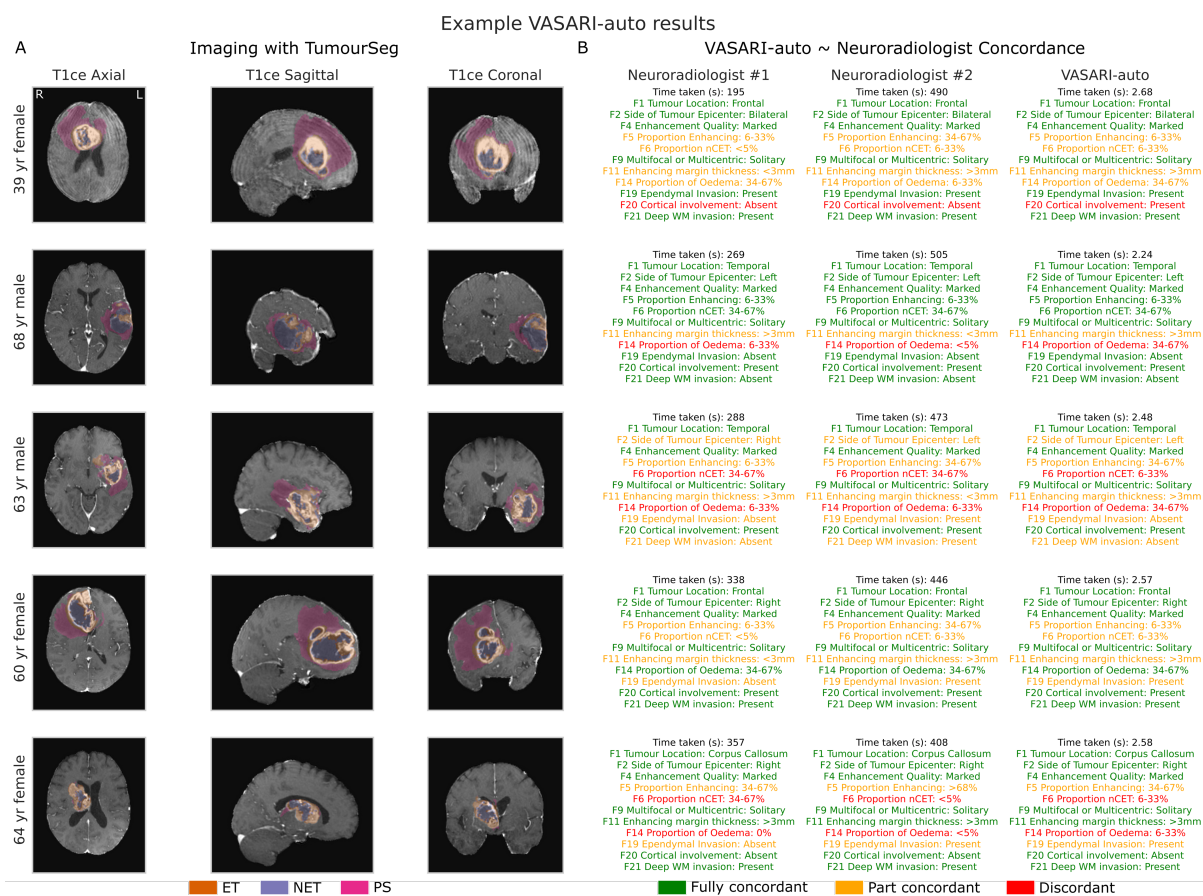 Example VASARI-auto results
A
Imaging with TumourSeg
B
VASARI-auto ~ Neuroradiologist Concordance
T1ce Axial
T1ce Sagittal
T1ce Coronal
Neuroradiologist #1
Neuroradiologist #2
VASARI-auto
39 yr female
R
L
Time taken (s): 195
F1 Tumour Location: Frontal
F2 Side of Tumour Epicenter: Bilateral
F4 Enhancement Quality: Marked
F5 Proportion Enhancing: 6-33%
F6 Proportion nCET: <5%
F9 Multifocal or Multicentric: Solitary
F11 Enhancing margin thickness: <3mm
F14 Proportion of Oedema: 34-67%
F19 Ependymal Invasion: Present
F20 Cortical involvement: Absent
F21 Deep WM invasion: Present
Time taken (s): 490
F1 Tumour Location: Frontal
F2 Side of Tumour Epicenter: Bilateral
F4 Enhancement Quality: Marked
F5 Proportion Enhancing: 34-67%
F6 Proportion nCET: 6-33%
F9 Multifocal or Multicentric: Solitary
F11 Enhancing margin thickness: >3mm
F14 Proportion of Oedema: 6-33%
F19 Ependymal Invasion: Present
F20 Cortical involvement: Absent
F21 Deep WM invasion: Present
Time taken (s): 2.68
F1 Tumour Location: Frontal
F2 Side of Tumour Epicenter: Bilateral
F4 Enhancement Quality: Marked
F5 Proportion Enhancing: 6-33%
F6 Proportion nCET: 6-33%
F9 Multifocal or Multicentric: Solitary
F11 Enhancing margin thickness: >3mm
F14 Proportion of Oedema: 34-67%
F19 Ependymal Invasion: Present
F20 Cortical involvement: Present
F21 Deep WM invasion: Present
68 yr male
Time taken (s): 269
F1 Tumour Location: Temporal
F2 Side of Tumour Epicenter: Left
F4 Enhancement Quality: Marked
F5 Proportion Enhancing: 6-33%
F6 Proportion nCET: 34-67%
F9 Multifocal or Multicentric: Solitary
F11 Enhancing margin thickness: >3mm
F14 Proportion of Oedema: 6-33%
F19 Ependymal Invasion: Absent
F20 Cortical involvement: Present
F21 Deep WM invasion: Absent
Time taken (s): 505
F1 Tumour Location: Temporal
F2 Side of Tumour Epicenter: Left
F4 Enhancement Quality: Marked
F5 Proportion Enhancing: 6-33%
F6 Proportion nCET: 34-67%
F9 Multifocal or Multicentric: Solitary
F11 Enhancing margin thickness: <3mm
F14 Proportion of Oedema: <5%
F19 Ependymal Invasion: Absent
F20 Cortical involvement: Present
F21 Deep WM invasion: Absent
Time taken (s): 2.24
F1 Tumour Location: Temporal
F2 Side of Tumour Epicenter: Left
F4 Enhancement Quality: Marked
F5 Proportion Enhancing: 6-33%
F6 Proportion nCET: 34-67%
F9 Multifocal or Multicentric: Solitary
F11 Enhancing margin thickness: >3mm
F14 Proportion of Oedema: 34-67%
F19 Ependymal Invasion: Absent
F20 Cortical involvement: Present
F21 Deep WM invasion: Absent
63 yr male
Time taken (s): 288
F1 Tumour Location: Temporal
F2 Side of Tumour Epicenter: Right
F4 Enhancement Quality: Marked
F5 Proportion Enhancing: 6-33%
F6 Proportion nCET: 34-67%
F9 Multifocal or Multicentric: Solitary
F11 Enhancing margin thickness: >3mm
F14 Proportion of Oedema: 6-33%
F19 Ependymal Invasion: Absent
F20 Cortical involvement: Present
F21 Deep WM invasion: Absent
Time taken (s): 473
F1 Tumour Location: Temporal
F2 Side of Tumour Epicenter: Left
F4 Enhancement Quality: Marked
F5 Proportion Enhancing: 34-67%
F6 Proportion nCET: 34-67%
F9 Multifocal or Multicentric: Solitary
F11 Enhancing margin thickness: <3mm
F14 Proportion of Oedema: 6-33%
F19 Ependymal Invasion: Present
F20 Cortical involvement: Present
F21 Deep WM invasion: Present
Time taken (s): 2.48
F1 Tumour Location: Temporal
F2 Side of Tumour Epicenter: Left
F4 Enhancement Quality: Marked
F5 Proportion Enhancing: 34-67%
F6 Proportion nCET: 6-33%
F9 Multifocal or Multicentric: Solitary
F11 Enhancing margin thickness: >3mm
F14 Proportion of Oedema: 34-67%
F19 Ependymal Invasion: Absent
F20 Cortical involvement: Present
F21 Deep WM invasion: Absent
60 yr female
Time taken (s): 338
F1 Tumour Location: Frontal
F2 Side of Tumour Epicenter: Right
F4 Enhancement Quality: Marked
F5 Proportion Enhancing: 6-33%
F6 Proportion nCET: <5%
F9 Multifocal or Multicentric: Solitary
F11 Enhancing margin thickness: <3mm
F14 Proportion of Oedema: 34-67%
F19 Ependymal Invasion: Absent
F20 Cortical involvement: Present
F21 Deep WM invasion: Present
Time taken (s): 446
F1 Tumour Location: Frontal
F2 Side of Tumour Epicenter: Right
F4 Enhancement Quality: Marked
F5 Proportion Enhancing: 34-67%
F6 Proportion nCET: 6-33%
F9 Multifocal or Multicentric: Solitary
F11 Enhancing margin thickness: >3mm
F14 Proportion of Oedema: 34-67%
F19 Ependymal Invasion: Present
F20 Cortical involvement: Present
F21 Deep WM invasion: Present
Time taken (s): 2.57
F1 Tumour Location: Frontal
F2 Side of Tumour Epicenter: Right
F4 Enhancement Quality: Marked
F5 Proportion Enhancing: 6-33%
F6 Proportion nCET: 6-33%
F9 Multifocal or Multicentric: Solitary
F11 Enhancing margin thickness: >3mm
F14 Proportion of Oedema: 34-67%
F19 Ependymal Invasion: Present
F20 Cortical involvement: Present
F21 Deep WM invasion: Present
64 yr female
Time taken (s): 357
F1 Tumour Location: Corpus Callosum
F2 Side of Tumour Epicenter: Right
F4 Enhancement Quality: Marked
F5 Proportion Enhancing: 34-67%
F6 Proportion nCET: 34-67%
F9 Multifocal or Multicentric: Solitary
F11 Enhancing margin thickness: >3mm
F14 Proportion of Oedema: 0%
F19 Ependymal Invasion: Present
F20 Cortical involvement: Absent
F21 Deep WM invasion: Present
Time taken (s): 408
F1 Tumour Location: Corpus Callosum
F2 Side of Tumour Epicenter: Right
F4 Enhancement Quality: Marked
F5 Proportion Enhancing: >68%
F6 Proportion nCET: <5%
F9 Multifocal or Multicentric: Solitary
F11 Enhancing margin thickness: >3mm
F14 Proportion of Oedema: <5%
F19 Ependymal Invasion: Present
F20 Cortical involvement: Absent
F21 Deep WM invasion: Present
Time taken (s): 2.58
F1 Tumour Location: Corpus Callosum
F2 Side of Tumour Epicenter: Right
F4 Enhancement Quality: Marked
F5 Proportion Enhancing: 34-67%
F6 Proportion nCET: 6-33%
F9 Multifocal or Multicentric: Solitary
F11 Enhancing margin thickness: >3mm
F14 Proportion of Oedema: 6-33%
F19 Ependymal Invasion: Absent
F20 Cortical involvement: Absent
F21 Deep WM invasion: Present
ET
NET
PS
Fully concordant
Part concordant
Discordant